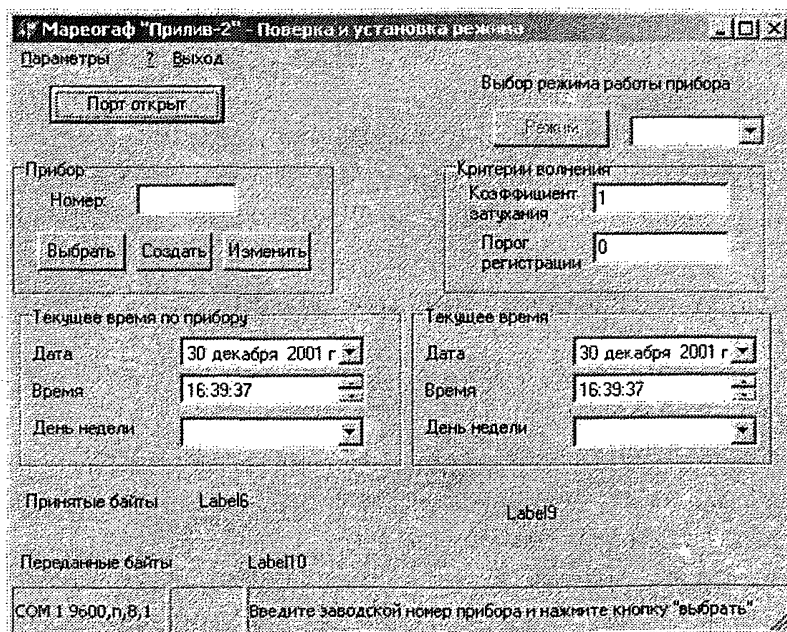 Мареогаф "Прилив-2" - Поверка и установка режима
Параметры ? Выход
Порт открыт
Выбор режима работы прибора
Режим
Прибор
Номер:
Выбрать Создать Изменить
Критерии волнения
Коэффициент
затухания
1
Порог
регистрации
0
Текущее время по прибору
Дата 30 декабря 2001 г
Время 16:39:37
День недели
Текущее время
Дата 30 декабря 2001 г
Время 16:39:37
День недели
Принятые байты Label6
Label9
Переданные байты Label10
COM 1 9600,n,8,1
Введите заводской номер прибора и нажмите кнопку "выбрать"